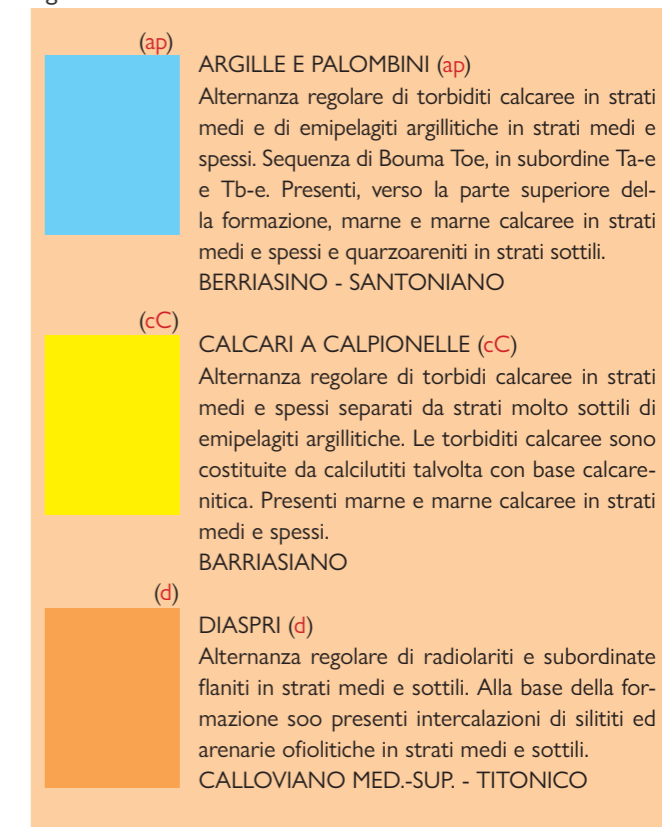 (ap)
ARGILLE E PALOMBINI (ap)
Alternanza regolare di torbiditi calcaree in strati
medi e di emipelagiti argillitiche in strati medi e
spessi. Sequenza di Bouma Toe, in subordine Ta-e
e Tb-e. Presenti, verso la parte superiore del-
la formazione, marne e marne calcaree in strati
medi e spessi e quarzoareniti in strati sottili.
BERRIASINO - SANTONIANO
(cC)
CALCARI A CALPIONELLE (cC)
Alternanza regolare di torbidi calcaree in strati
medi e spessi separati da strati molto sottili di
emipelagiti argillitiche. Le torbiditi calcaree sono
costituite da calcilutiti talvolta con base calcare-
nitica. Presenti marne e marne calcaree in strati
medi e spessi.
BARRIASIANO
(d)
DIASPRI (d)
Alternanza regolare di radiolariti e subordinate
flaniti in strati medi e sottili. Alla base della for-
mazione soo presenti intercalazioni di silititi ed
arenarie ofiolitiche in strati medi e sottili.
CALLOVIANO MED.-SUP. - TITONICO